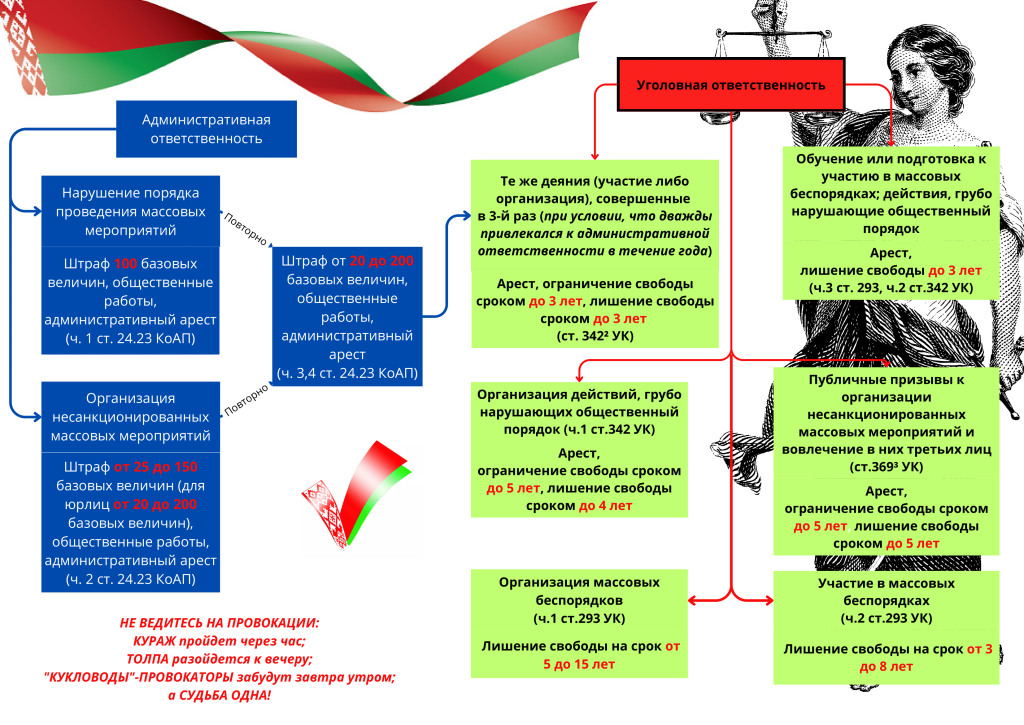 Административная
ответственность
Нарушение порядка
проведения массовых
мероприятий
Штраф 100 базовых
величин, общественные
работы,
административный арест
(ч. 1 ст. 24.23 КоАП)
Повторно
Организация
несанкционированных
массовых мероприятий
Штраф от 25 до 150
базовых величин (для
юрлиц от 20 до 200
базовых величин),
общественные работы,
административный арест
(ч. 2 ст. 24.23 КоАП)
Повторно
Штраф от 20 до 200
базовых величин,
общественные
работы,
административный
арест
(ч. 3,4 ст. 24.23 КоАП)
НЕ ВЕДИТЕСЬ НА ПРОВОКАЦИИ:
КУРАЖ пройдет через час;
ТОЛПА разойдется к вечеру;
"КУКЛОВОДЫ"-ПРОВОКАТОРЫ забудут завтра утром;
а СУДЬБА ОДНА!
Уголовная ответственность
Те же деяния (участие либо
организация), совершенные
в 3-й раз (при условии, что дважды
привлекался к административной
ответственности в течение года)
Арест, ограничение свободы
сроком до 3 лет, лишение свободы
сроком до 3 лет
(ст. 342² УК)
Обучение или подготовка к
участию в массовых
беспорядках; действия, грубо
нарушающие общественный
порядок
Арест,
лишение свободы до 3 лет
(ч.3 ст. 293, ч.2 ст.342 УК)
Организация действий, грубо
нарушающих общественный
порядок (ч.1 ст.342 УК)
Арест,
ограничение свободы сроком
до 5 лет, лишение свободы
сроком до 4 лет
Публичные призывы к
организации
несанкционированных
массовых мероприятий и
вовлечение в них третьих лиц
(ст.369³ УК)
Арест,
ограничение свободы сроком
до 5 лет лишение свободы
сроком до 5 лет
Организация массовых
беспорядков
(ч.1 ст.293 УК)
Лишение свободы на срок от
5 до 15 лет
Участие в массовых
беспорядках
(ч.2 ст.293 УК)
Лишение свободы на срок от 3
до 8 лет